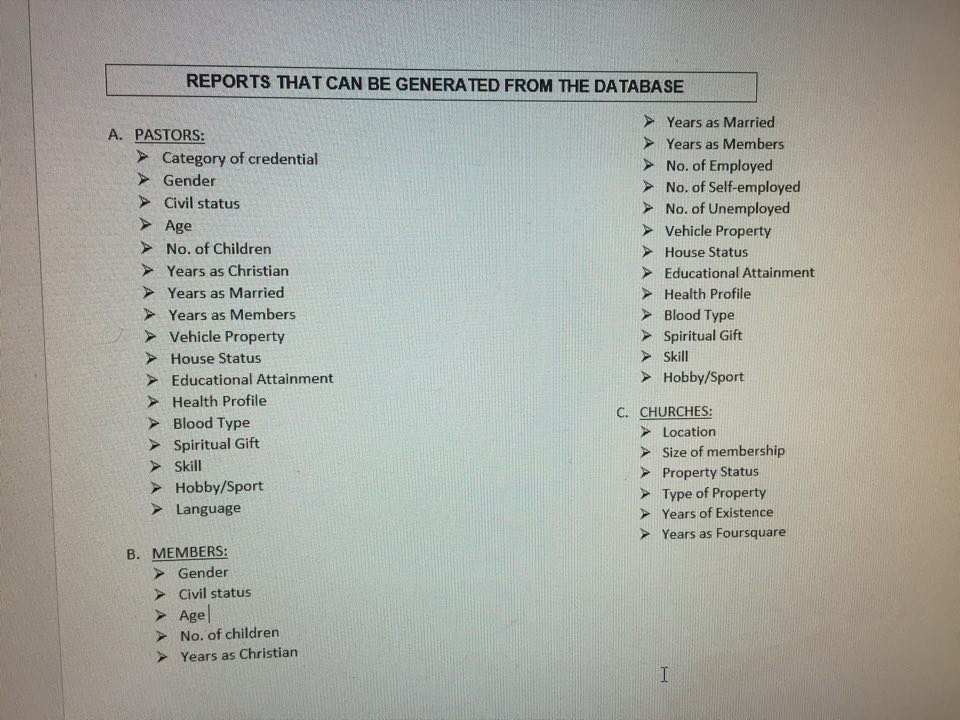 REPORTS THAT CAN BE GENERATED FROM THE DATABASE
A. PASTORS:
➢ Category of credential
➢ Gender
➢ Civil status
➢ Age
➢ No. of Children
➢ Years as Christian
➢ Years as Married
➢ Years as Members
➢ Vehicle Property
➢ House Status
➢ Educational Attainment
➢ Health Profile
➢ Blood Type
➢ Spiritual Gift
➢ Skill
➢ Hobby/Sport
➢ Language
B. MEMBERS:
➢ Gender
➢ Civil status
➢ Age
➢ No. of children
➢ Years as Christian
➢ Years as Married
➢ Years as Members
➢ No. of Employed
➢ No. of Self-employed
➢ No. of Unemployed
➢ Vehicle Property
➢ House Status
➢ Educational Attainment
➢ Health Profile
➢ Blood Type
➢ Spiritual Gift
➢ Skill
➢ Hobby/Sport
C. CHURCHES:
➢ Location
➢ Size of membership
➢ Property Status
➢ Type of Property
➢ Years of Existence
➢ Years as Foursquare